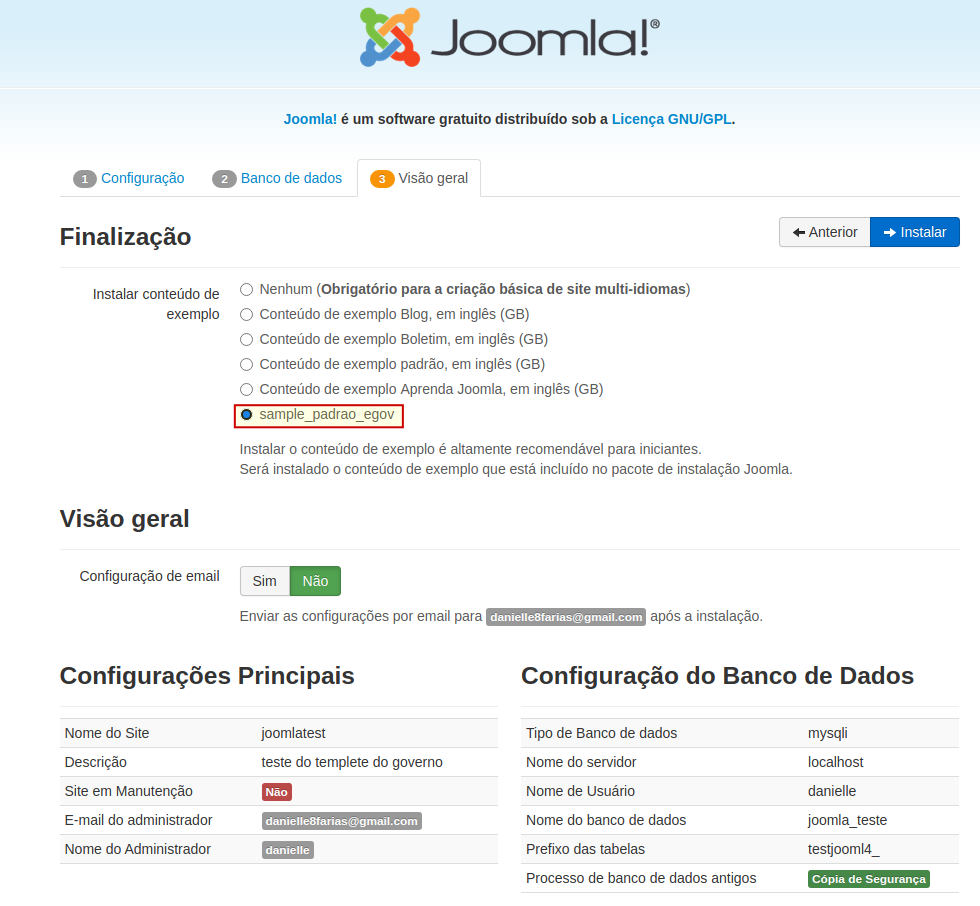 Joomla!®
Joomla! é um software gratuito distribuído sob a Licença GNU/GPL.
1 Configuração
2 Banco de dados
3 Visão geral
Finalização
Anterior
Instalar
Instalar conteúdo de
exemplo
Nenhum (Obrigatório para a criação básica de site multi-idiomas)
Conteúdo de exemplo Blog, em inglês (GB)
Conteúdo de exemplo Boletim, em inglês (GB)
Conteúdo de exemplo padrão, em inglês (GB)
Conteúdo de exemplo Aprenda Joomla, em inglês (GB)
sample_padrao_egov
Instalar o conteúdo de exemplo é altamente recomendável para iniciantes.
Será instalado o conteúdo de exemplo que está incluído no pacote de instalação Joomla.
Visão geral
Configuração de email
Sim
Não
Enviar as configurações por email para danielle8farias@gmail.com após a instalação.
Configurações Principais
Nome do Site joomlatest
Descrição teste do templete do governo
Site em Manutenção Não
E-mail do administrador danielle8farias@gmail.com
Nome do Administrador danielle
Configuração do Banco de Dados
Tipo de Banco de dados mysqli
Nome do servidor localhost
Nome de Usuário danielle
Nome do banco de dados joomla_teste
Prefixo das tabelas testjooml4_
Processo de banco de dados antigos Cópia de Segurança